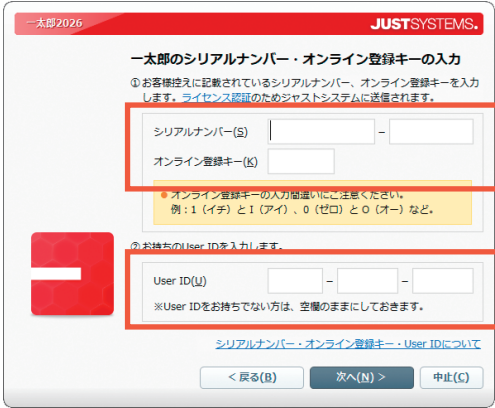 一太郎2026
JUSTSYSTEMS.
一太郎のシリアルナンバー・オンライン登録キーの入力
① お客様控えに記載されているシリアルナンバー、オンライン登録キーを入力
します。ライセンス認証のためジャストシステムに送信されます。
シリアルナンバー(S) –
オンライン登録キー(K)
● オンライン登録キーの入力間違いにご注意ください。
例：1（イチ）と I（アイ）、0（ゼロ）と O（オー）など。
② お持ちのUser IDを入力します。
User ID(U) – –
※User IDをお持ちでない方は、空欄のままにしておきます。
シリアルナンバー・オンライン登録キー・User IDについて
< 戻る(B) 次へ(N) > 中止(C)